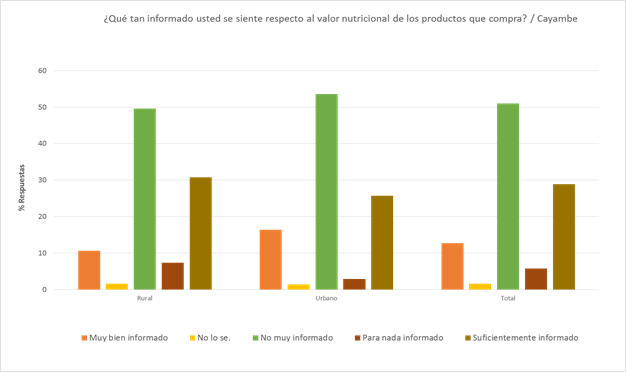 ¿Qué tan informado usted se siente respecto al valor nutricional de los productos que compra? / Cayambe
60
50
40
30
20
10
0
% Respuestas
Rural Urbano Total
Muy bien informado No lo se. No muy informado Para nada informado Suficientemente informado